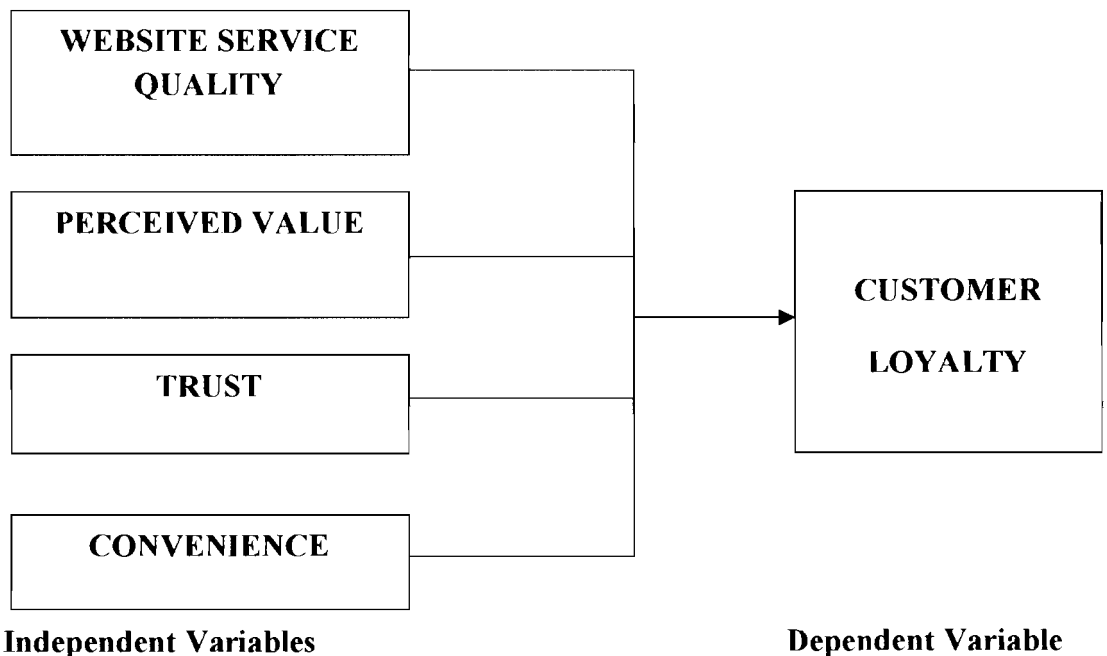 WEBSITE SERVICE
QUALITY
PERCEIVED VALUE
TRUST
CONVENIENCE
CUSTOMER
LOYALTY
Independent Variables
Dependent Variable